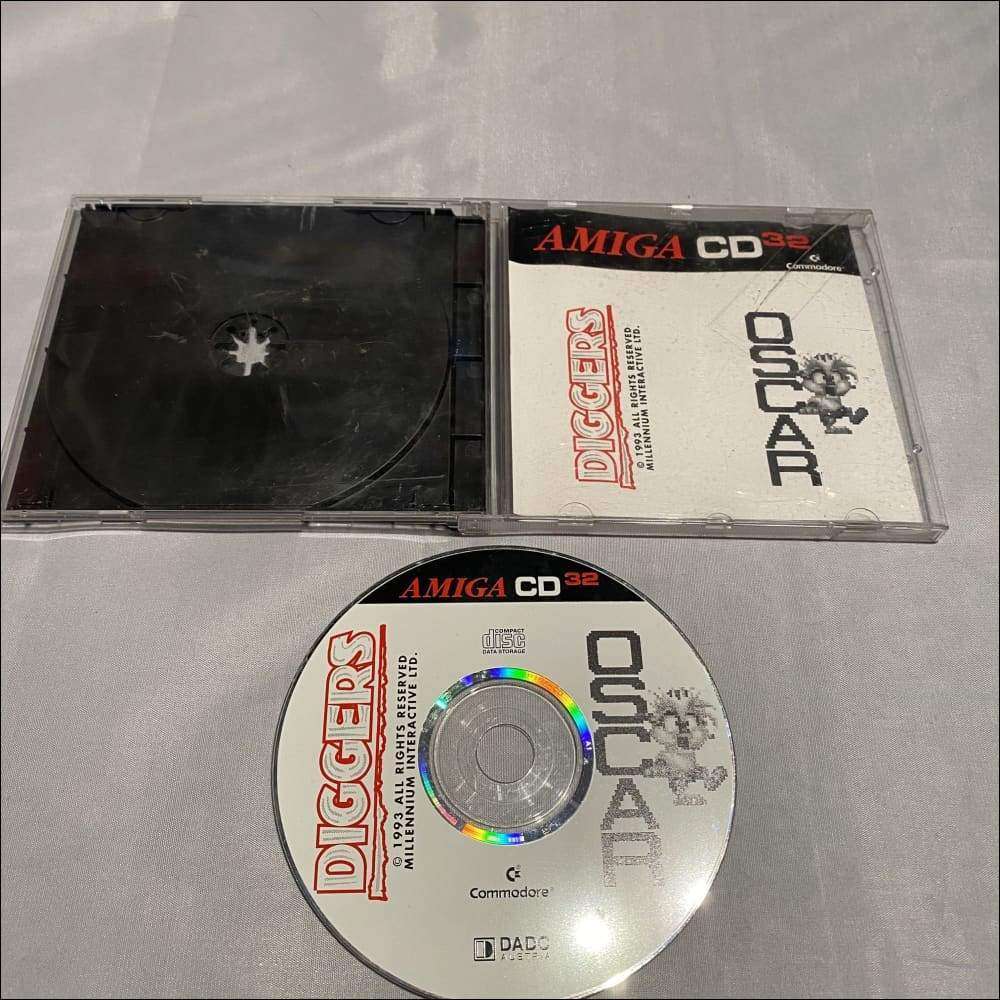 AMIGA CD32
Commodore
DIGGERS
© 1993 ALL RIGHTS RESERVED
MILLENNIUM INTERACTIVE LTD.
OSCAR
AMIGA CD32
COMPACT
disc
DATA STORAGE
DIGGERS
© 1993 ALL RIGHTS RESERVED
MILLENNIUM INTERACTIVE LTD.
OSCAR
Commodore
DADC
AUSTRIA